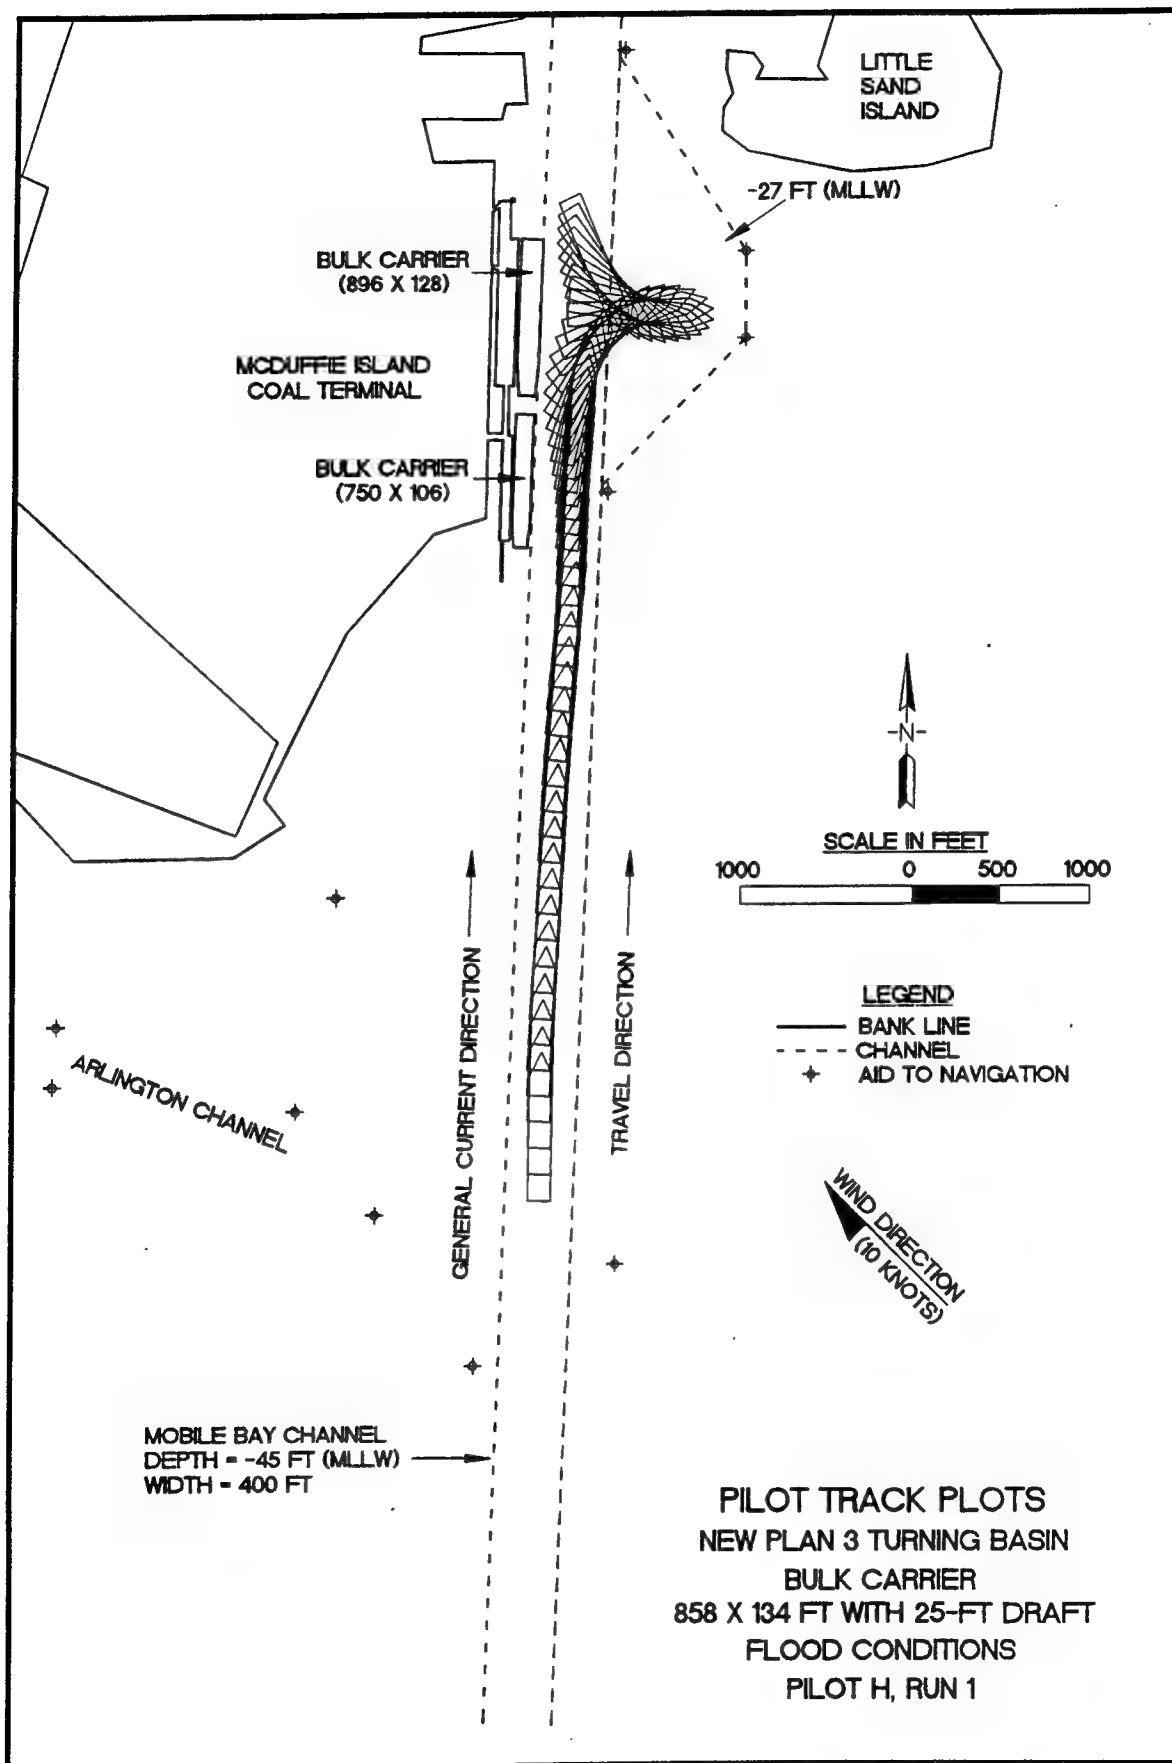 LITTLE
SAND
ISLAND
-27 FT (MLLW)
BULK CARRIER
(896 X 128)
MCDUFFIE ISLAND
COAL TERMINAL
BULK CARRIER
(750 X 106)
-N-
SCALE IN FEET
1000 0 500 1000
GENERAL CURRENT DIRECTION
TRAVEL DIRECTION
LEGEND
BANK LINE
CHANNEL
AID TO NAVIGATION
ARLINGTON CHANNEL
WIND DIRECTION
(10 KNOTS)
MOBILE BAY CHANNEL
DEPTH = -45 FT (MLLW)
WIDTH = 400 FT
PILOT TRACK PLOTS
NEW PLAN 3 TURNING BASIN
BULK CARRIER
858 X 134 FT WITH 25-FT DRAFT
FLOOD CONDITIONS
PILOT H, RUN 1